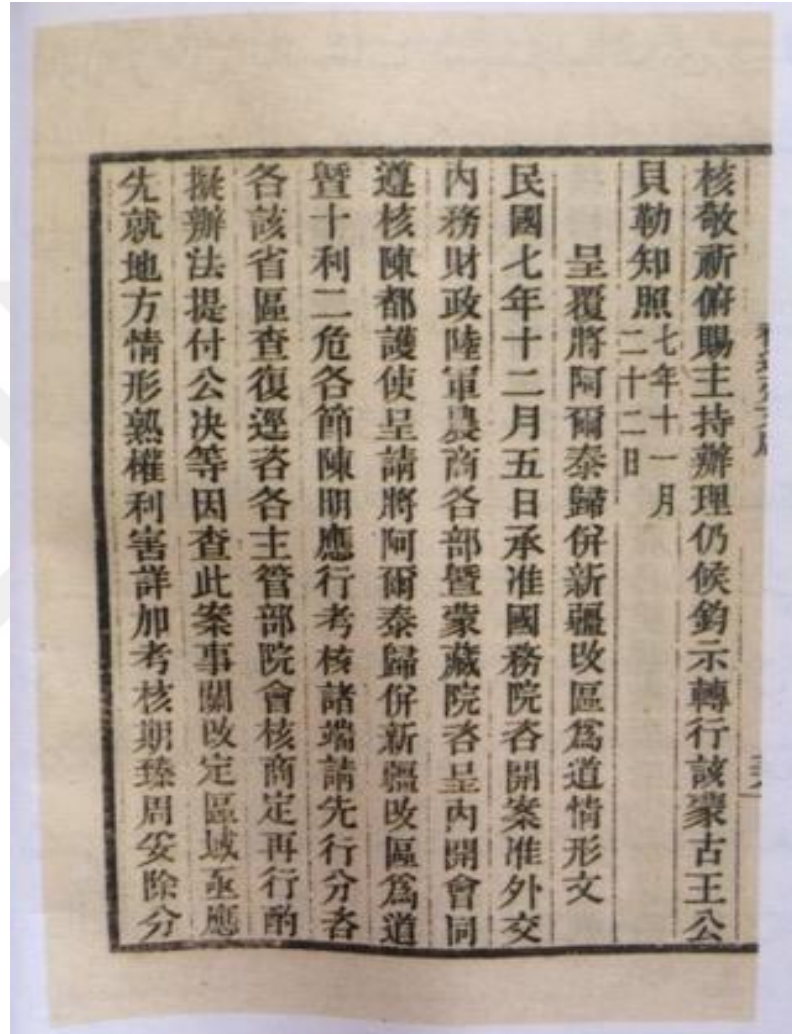 核敬祈俯賜主持辦理仍候鈞示轉行該蒙古王公
貝勒知照七年十一月二十二日
呈覆將阿爾泰歸併新疆改區爲道情形文
民國七年十二月五日承准國務院咨開案准外交
內務財政陸軍農商各部暨蒙藏院咨呈內開會同
遵核陳都護使呈請將阿爾泰歸併新疆改區爲道
暨十利二危各節陳明應行考核諸端請先行分咨
各該省區查復逕咨各主管部院會核商定再行酌
擬辦法提付公决等因查此案事關改定區域亟應
先就地方情形熟權利害詳加考核期臻周妥除分